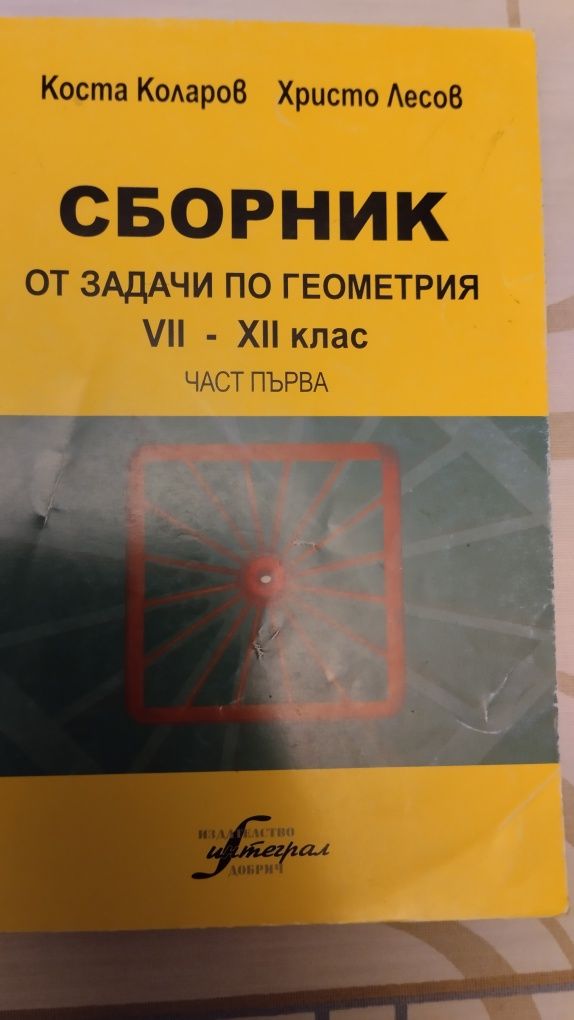 Коста Коларов Христо Лесов
СБОРНИК
ОТ ЗАДАЧИ ПО ГЕОМЕТРИЯ
VII - XII клас
ЧАСТ ПЪРВА
ИЗДАТЕЛСТВО
интеграл
ДОБРИЧ